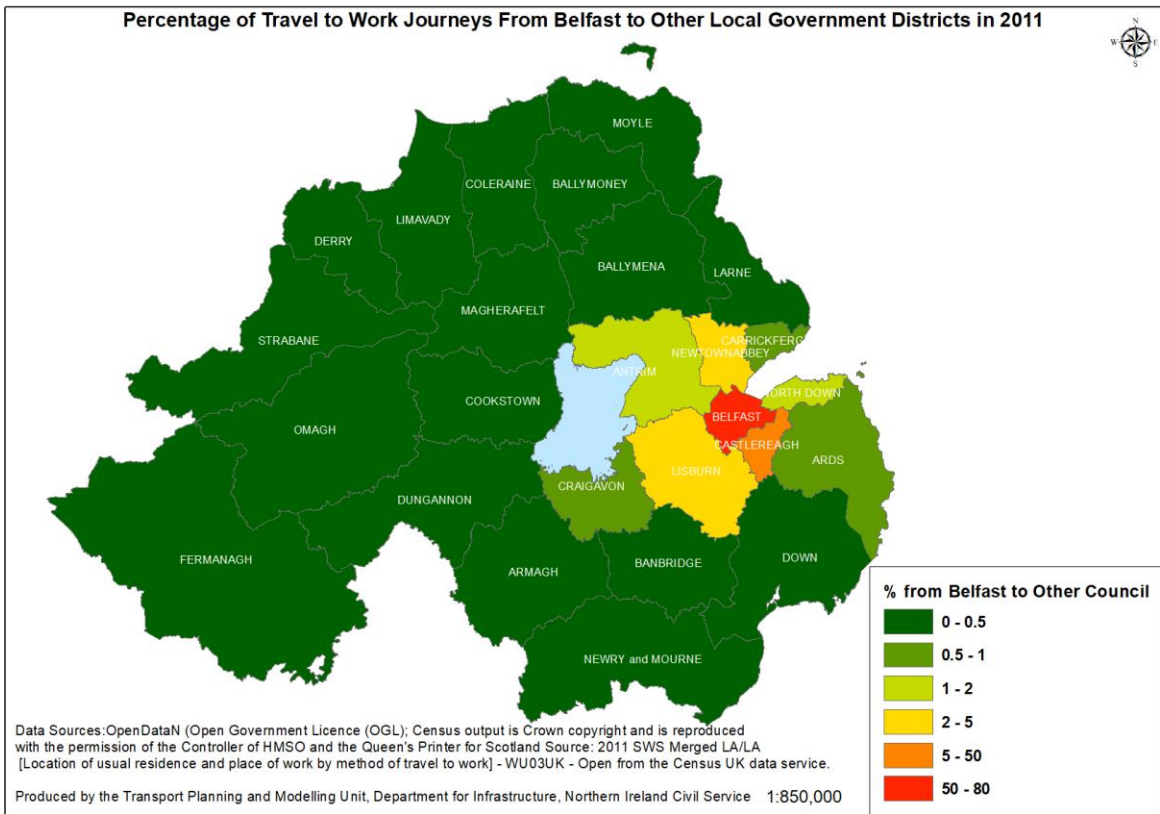 Percentage of Travel to Work Journeys From Belfast to Other Local Government Districts in 2011
N
W E
S
MOYLE
COLERAINE
BALLYMONEY
LIMAVADY
DERRY
BALLYMENA
LARNE
MAGHERAFELT
STRABANE
CARRICKFERG
NEWTOWNABBEY
ANTRIM
NORTH DOWN
COOKSTOWN
BELFAST
OMAGH
CASTLEREAGH
ARDS
LISBURN
CRAIGAVON
DUNGANNON
FERMANAGH
ARMAGH
BANBRIDGE
DOWN
NEWRY and MOURNE
% from Belfast to Other Council
0 - 0.5
0.5 - 1
1 - 2
2 - 5
5 - 50
50 - 80
Data Sources:OpenDataN (Open Government Licence (OGL); Census output is Crown copyright and is reproduced
with the permission of the Controller of HMSO and the Queen's Printer for Scotland Source: 2011 SWS Merged LA/LA
[Location of usual residence and place of work by method of travel to work] - WU03UK - Open from the Census UK data service.
Produced by the Transport Planning and Modelling Unit, Department for Infrastructure, Northern Ireland Civil Service 1:850,000